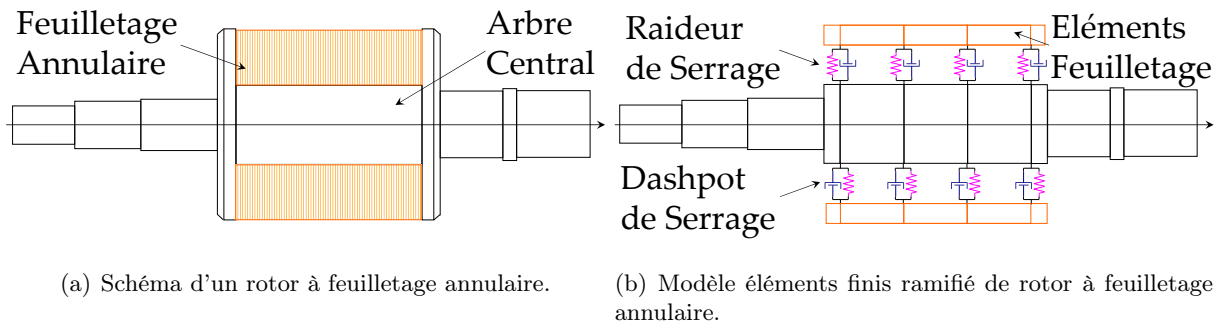 Feuilletage
Annulaire
Arbre
Central
Raideur
de Serrage
Eléments
Feuilletage
Dashpot
de Serrage
(a) Schéma d'un rotor à feuilletage annulaire.
(b) Modèle éléments finis ramifié de rotor à feuilletage
annulaire.